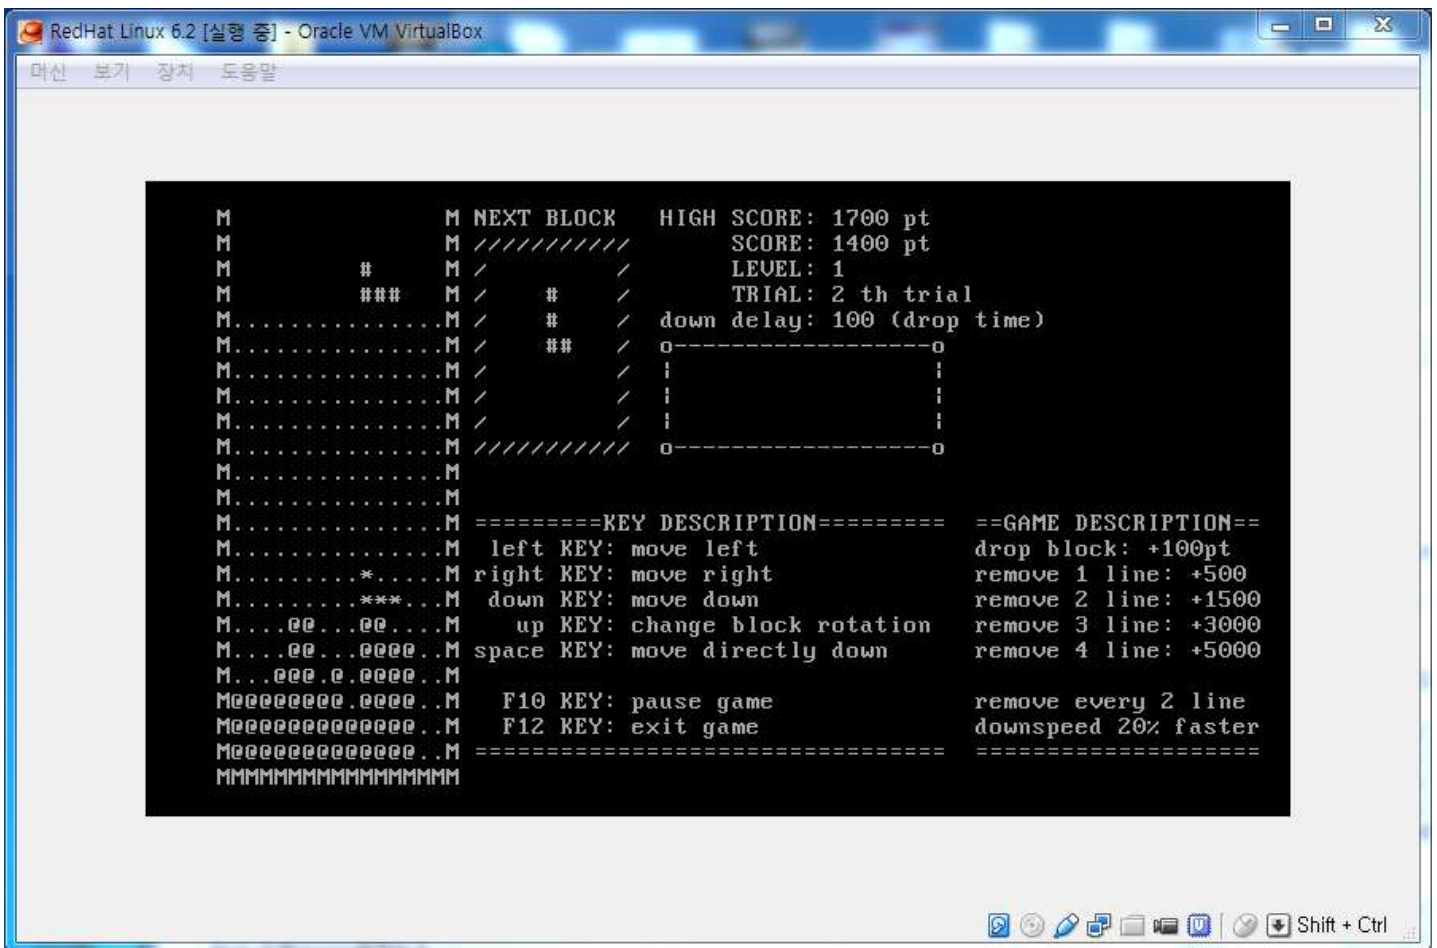 RedHat Linux 6.2 [실행 중] - Oracle VM VirtualBox
머신 보기 장치 도움말
M               M NEXT BLOCK   HIGH SCORE: 1700 pt
M               M ///////////       SCORE: 1400 pt
M         #     M /         /       LEVEL: 1
M         ###   M /    #    /       TRIAL: 2 th trial
M...............M /    #    /  down delay: 100 (drop time)
M...............M /    ##   /  o------------------o
M...............M /         /  ¦                  ¦
M...............M /         /  ¦                  ¦
M...............M /         /  ¦                  ¦
M...............M ///////////  o------------------o
M...............M
M...............M
M...............M =========KEY DESCRIPTION=========  ==GAME DESCRIPTION==
M...............M  left KEY: move left               drop block: +100pt
M.........*.....M right KEY: move right              remove 1 line: +500
M.........***...M  down KEY: move down               remove 2 line: +1500
M....@@...@@....M    up KEY: change block rotation   remove 3 line: +3000
M....@@...@@@@..M space KEY: move directly down      remove 4 line: +5000
M...@@@.@.@@@@..M
M@@@@@@@@@.@@@@..M   F10 KEY: pause game              remove every 2 line
M@@@@@@@@@@@@@@..M   F12 KEY: exit game               downspeed 20% faster
M@@@@@@@@@@@@@@..M =================================  ====================
MMMMMMMMMMMMMMMMM
Shift + Ctrl